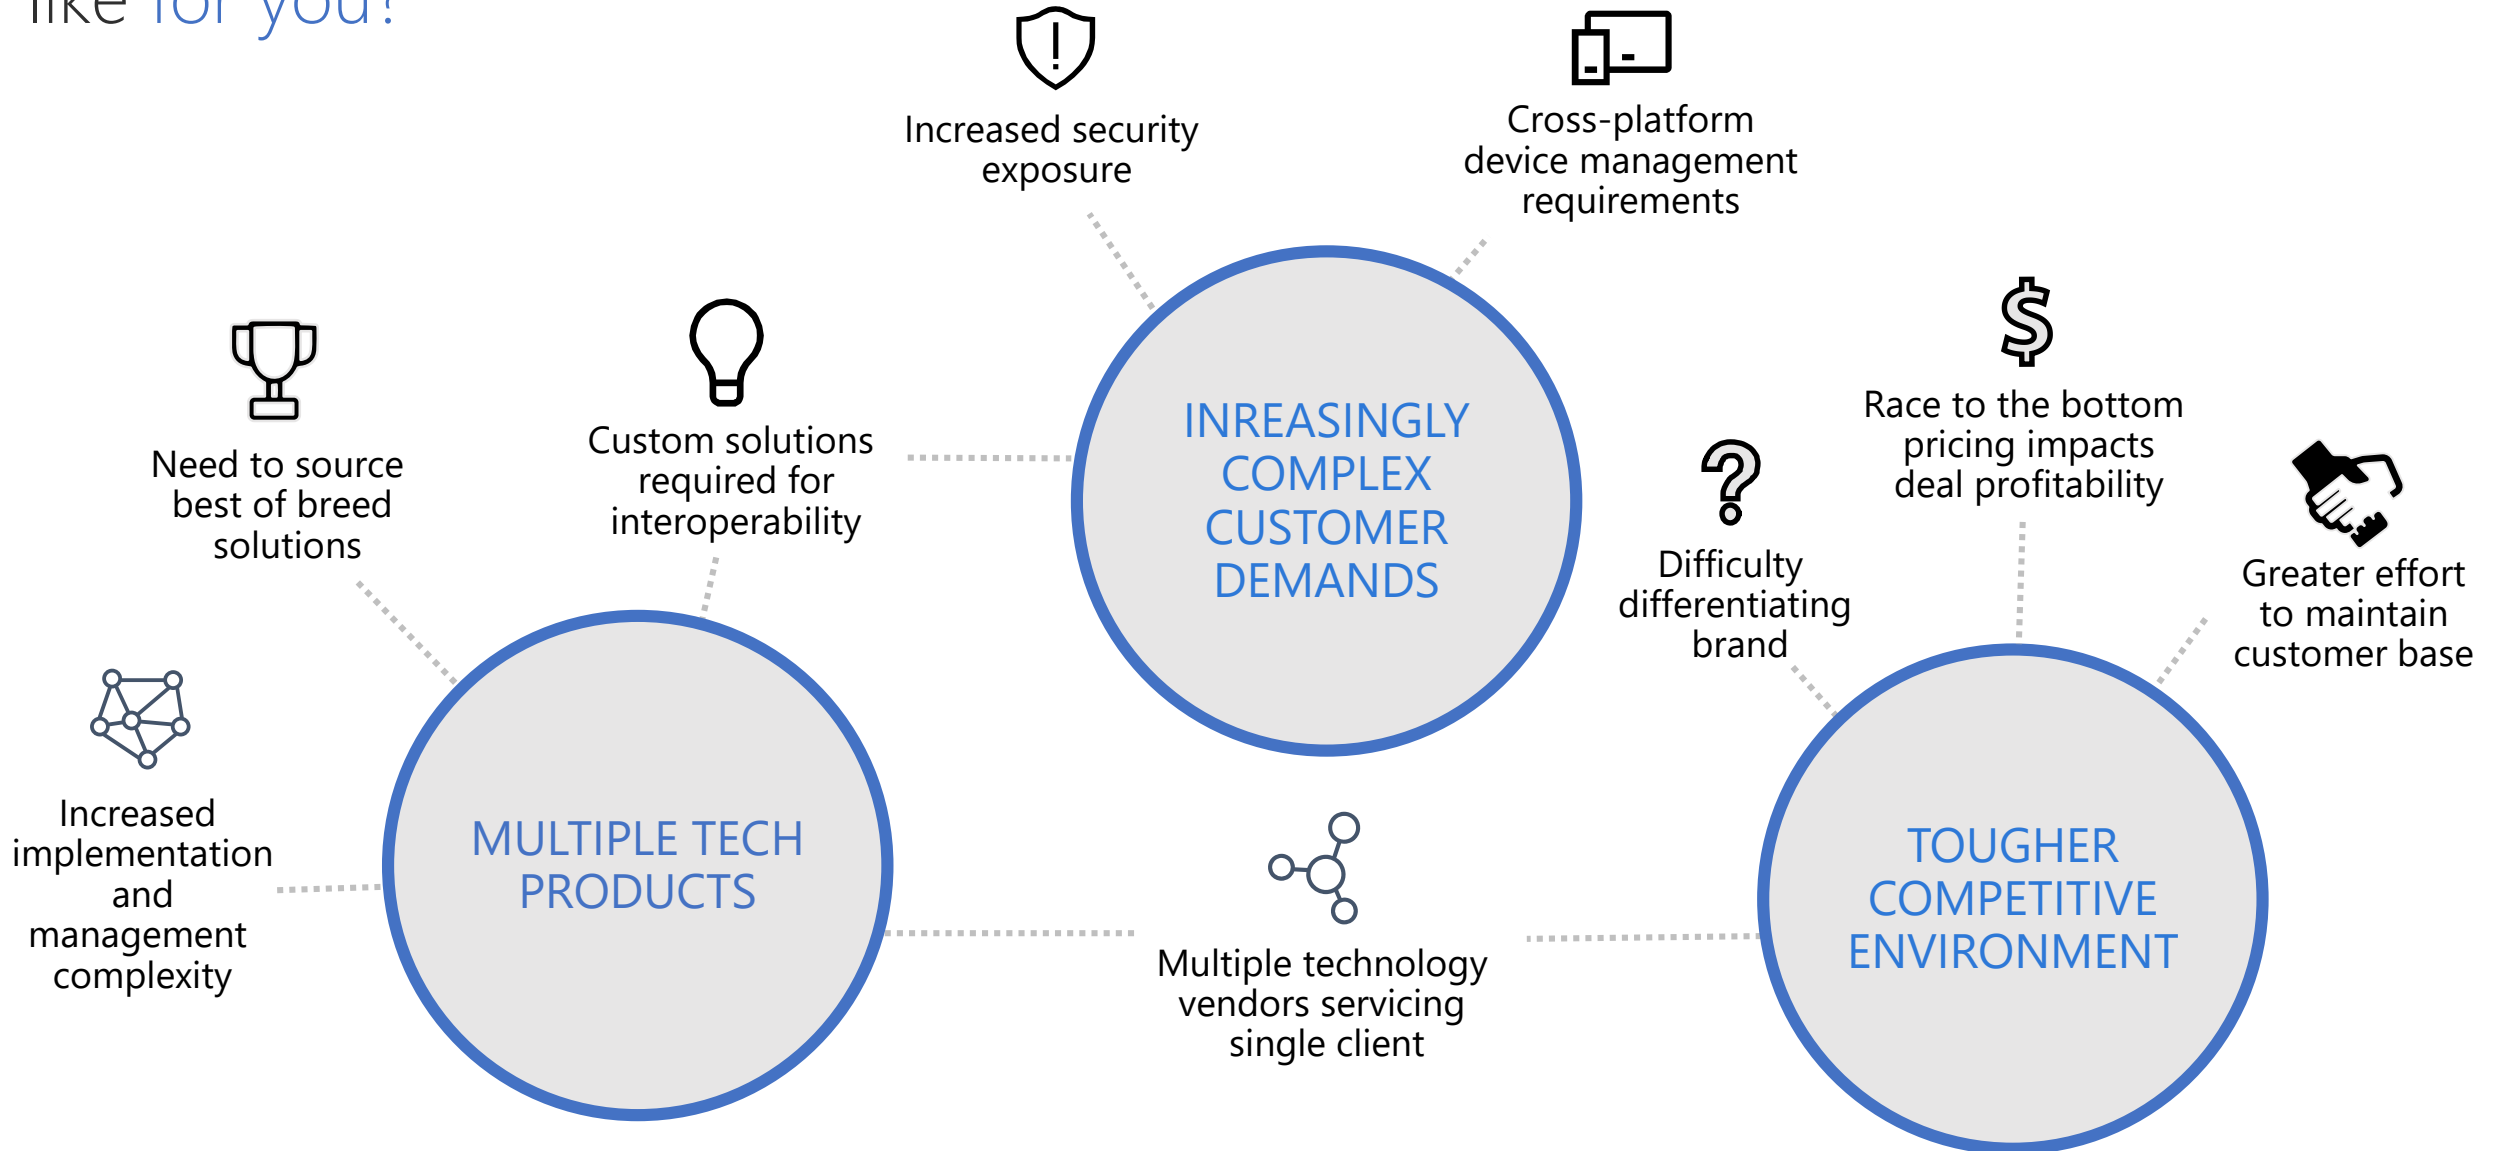 like for you?
Increased security
exposure
Cross-platform
device management
requirements
Need to source
best of breed
solutions
Custom solutions
required for
interoperability
INREASINGLY
COMPLEX
CUSTOMER
DEMANDS
Race to the bottom
pricing impacts
deal profitability
Difficulty
differentiating
brand
Greater effort
to maintain
customer base
Increased
implementation
and
management
complexity
MULTIPLE TECH
PRODUCTS
Multiple technology
vendors servicing
single client
TOUGHER
COMPETITIVE
ENVIRONMENT